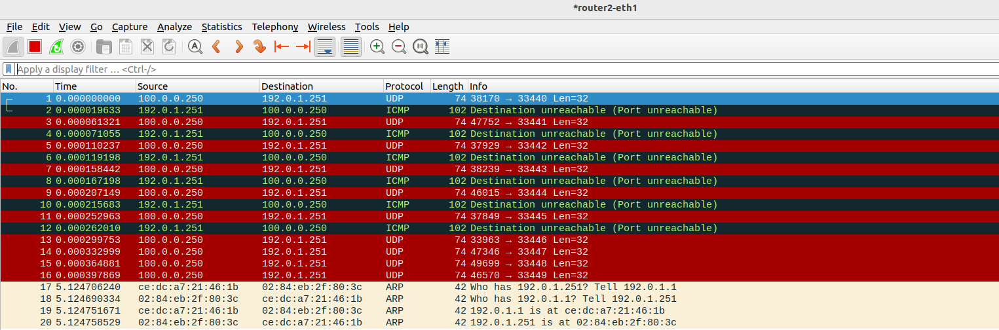 *router2-eth1
File Edit View Go Capture Analyze Statistics Telephony Wireless Tools Help
Apply a display filter … <Ctrl-/>
No. Time Source Destination Protocol Length Info
1 0.000000000 100.0.0.250 192.0.1.251 UDP 74 38170 → 33440 Len=32
2 0.000019633 192.0.1.251 100.0.0.250 ICMP 102 Destination unreachable (Port unreachable)
3 0.000061321 100.0.0.250 192.0.1.251 UDP 74 47752 → 33441 Len=32
4 0.000071055 192.0.1.251 100.0.0.250 ICMP 102 Destination unreachable (Port unreachable)
5 0.000110237 100.0.0.250 192.0.1.251 UDP 74 37929 → 33442 Len=32
6 0.000119198 192.0.1.251 100.0.0.250 ICMP 102 Destination unreachable (Port unreachable)
7 0.000158442 100.0.0.250 192.0.1.251 UDP 74 38239 → 33443 Len=32
8 0.000167198 192.0.1.251 100.0.0.250 ICMP 102 Destination unreachable (Port unreachable)
9 0.000207149 100.0.0.250 192.0.1.251 UDP 74 46015 → 33444 Len=32
10 0.000215683 192.0.1.251 100.0.0.250 ICMP 102 Destination unreachable (Port unreachable)
11 0.000252963 100.0.0.250 192.0.1.251 UDP 74 37849 → 33445 Len=32
12 0.000262010 192.0.1.251 100.0.0.250 ICMP 102 Destination unreachable (Port unreachable)
13 0.000299753 100.0.0.250 192.0.1.251 UDP 74 33963 → 33446 Len=32
14 0.000332999 100.0.0.250 192.0.1.251 UDP 74 47346 → 33447 Len=32
15 0.000364881 100.0.0.250 192.0.1.251 UDP 74 49699 → 33448 Len=32
16 0.000397869 100.0.0.250 192.0.1.251 UDP 74 46570 → 33449 Len=32
17 5.124706240 ce:dc:a7:21:46:1b 02:84:eb:2f:80:3c ARP 42 Who has 192.0.1.251? Tell 192.0.1.1
18 5.124690334 02:84:eb:2f:80:3c ce:dc:a7:21:46:1b ARP 42 Who has 192.0.1.1? Tell 192.0.1.251
19 5.124751671 ce:dc:a7:21:46:1b 02:84:eb:2f:80:3c ARP 42 192.0.1.1 is at ce:dc:a7:21:46:1b
20 5.124758529 02:84:eb:2f:80:3c ce:dc:a7:21:46:1b ARP 42 192.0.1.251 is at 02:84:eb:2f:80:3c